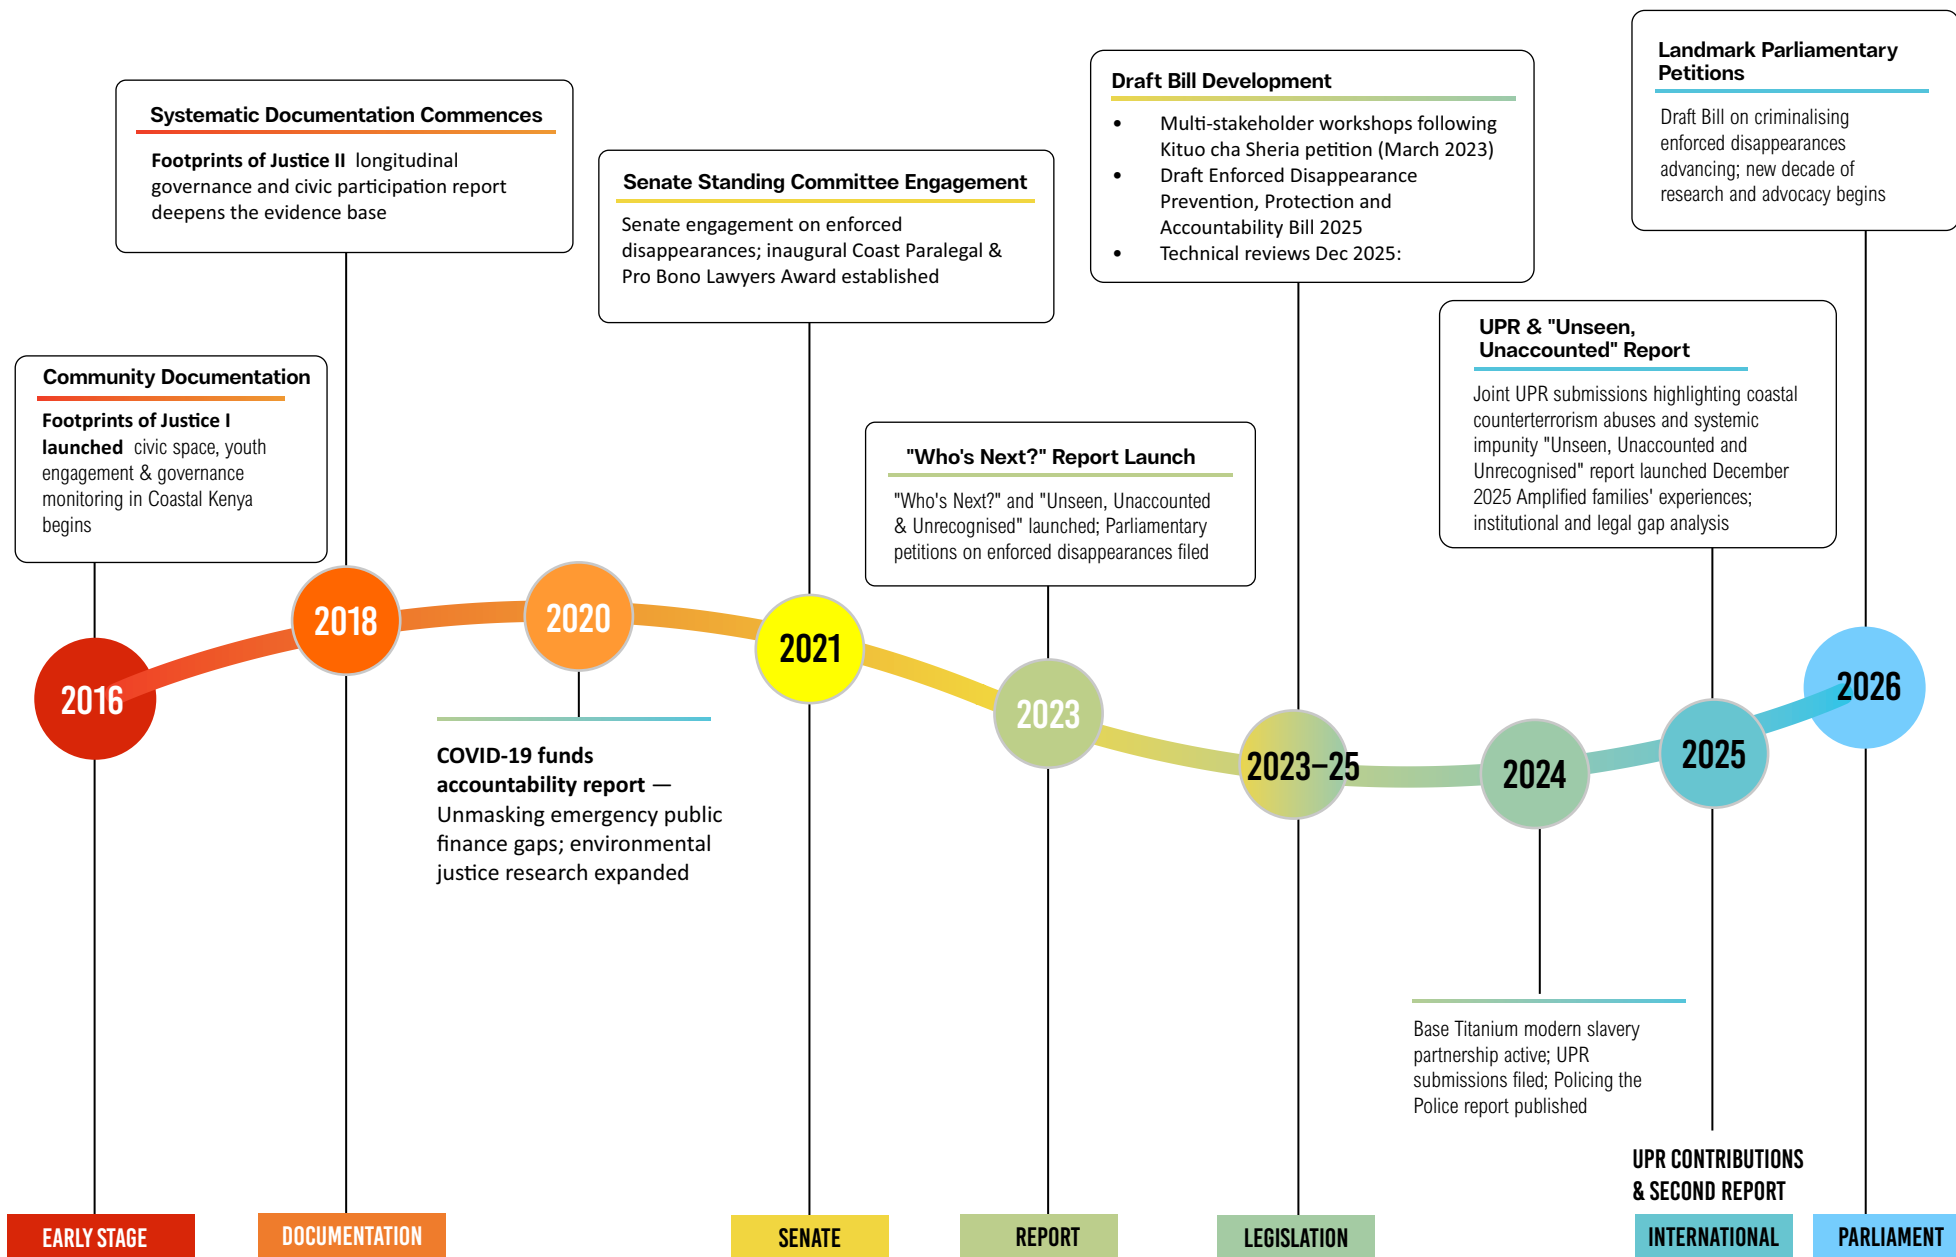 Community Documentation
Footprints of Justice I
launched civic space, youth
engagement & governance
monitoring in Coastal Kenya
begins
2016
EARLY STAGE
Systematic Documentation Commences
Footprints of Justice II longitudinal
governance and civic participation report
deepens the evidence base
2018
DOCUMENTATION
2020
COVID-19 funds
accountability report —
Unmasking emergency public
finance gaps; environmental
justice research expanded
Senate Standing Committee Engagement
Senate engagement on enforced
disappearances; inaugural Coast Paralegal &
Pro Bono Lawyers Award established
2021
SENATE
"Who's Next?" Report Launch
"Who's Next?" and "Unseen, Unaccounted
& Unrecognised" launched; Parliamentary
petitions on enforced disappearances filed
2023
REPORT
Draft Bill Development
• Multi-stakeholder workshops following
Kituo cha Sheria petition (March 2023)
• Draft Enforced Disappearance
Prevention, Protection and
Accountability Bill 2025
• Technical reviews Dec 2025:
2023–25
LEGISLATION
2024
Base Titanium modern slavery
partnership active; UPR
submissions filed; Policing the
Police report published
UPR & "Unseen,
Unaccounted" Report
Joint UPR submissions highlighting coastal
counterterrorism abuses and systemic
impunity "Unseen, Unaccounted and
Unrecognised" report launched December
2025 Amplified families' experiences;
institutional and legal gap analysis
2025
UPR CONTRIBUTIONS
& SECOND REPORT
INTERNATIONAL
Landmark Parliamentary
Petitions
Draft Bill on criminalising
enforced disappearances
advancing; new decade of
research and advocacy begins
2026
PARLIAMENT